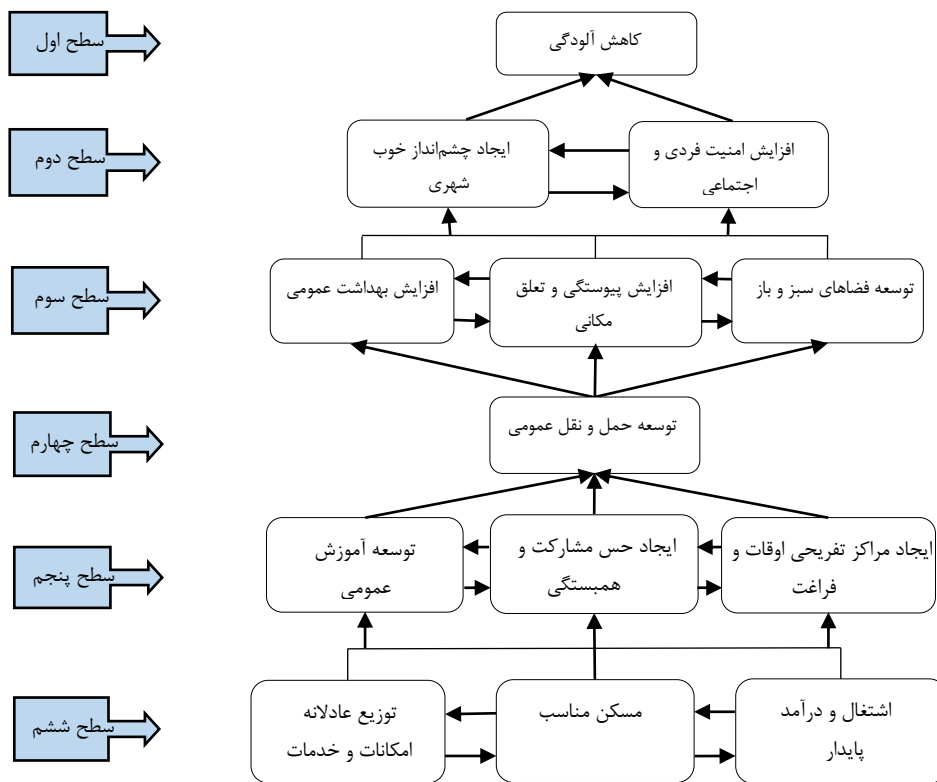 سطح اول
کاهش آلودگی
سطح دوم
افزایش امنیت فردی و
اجتماعی
ایجاد چشم‌انداز خوب
شهری
سطح سوم
توسعه فضاهای سبز و باز
افزایش پیوستگی و تعلق
مکانی
افزایش بهداشت عمومی
سطح چهارم
توسعه حمل و نقل عمومی
سطح پنجم
ایجاد مراکز تفریحی اوقات و
فراغت
ایجاد حس مشارکت و
همبستگی
توسعه آموزش
عمومی
سطح ششم
اشتغال و درآمد
پایدار
مسکن مناسب
توزیع عادلانه
امکانات و خدمات